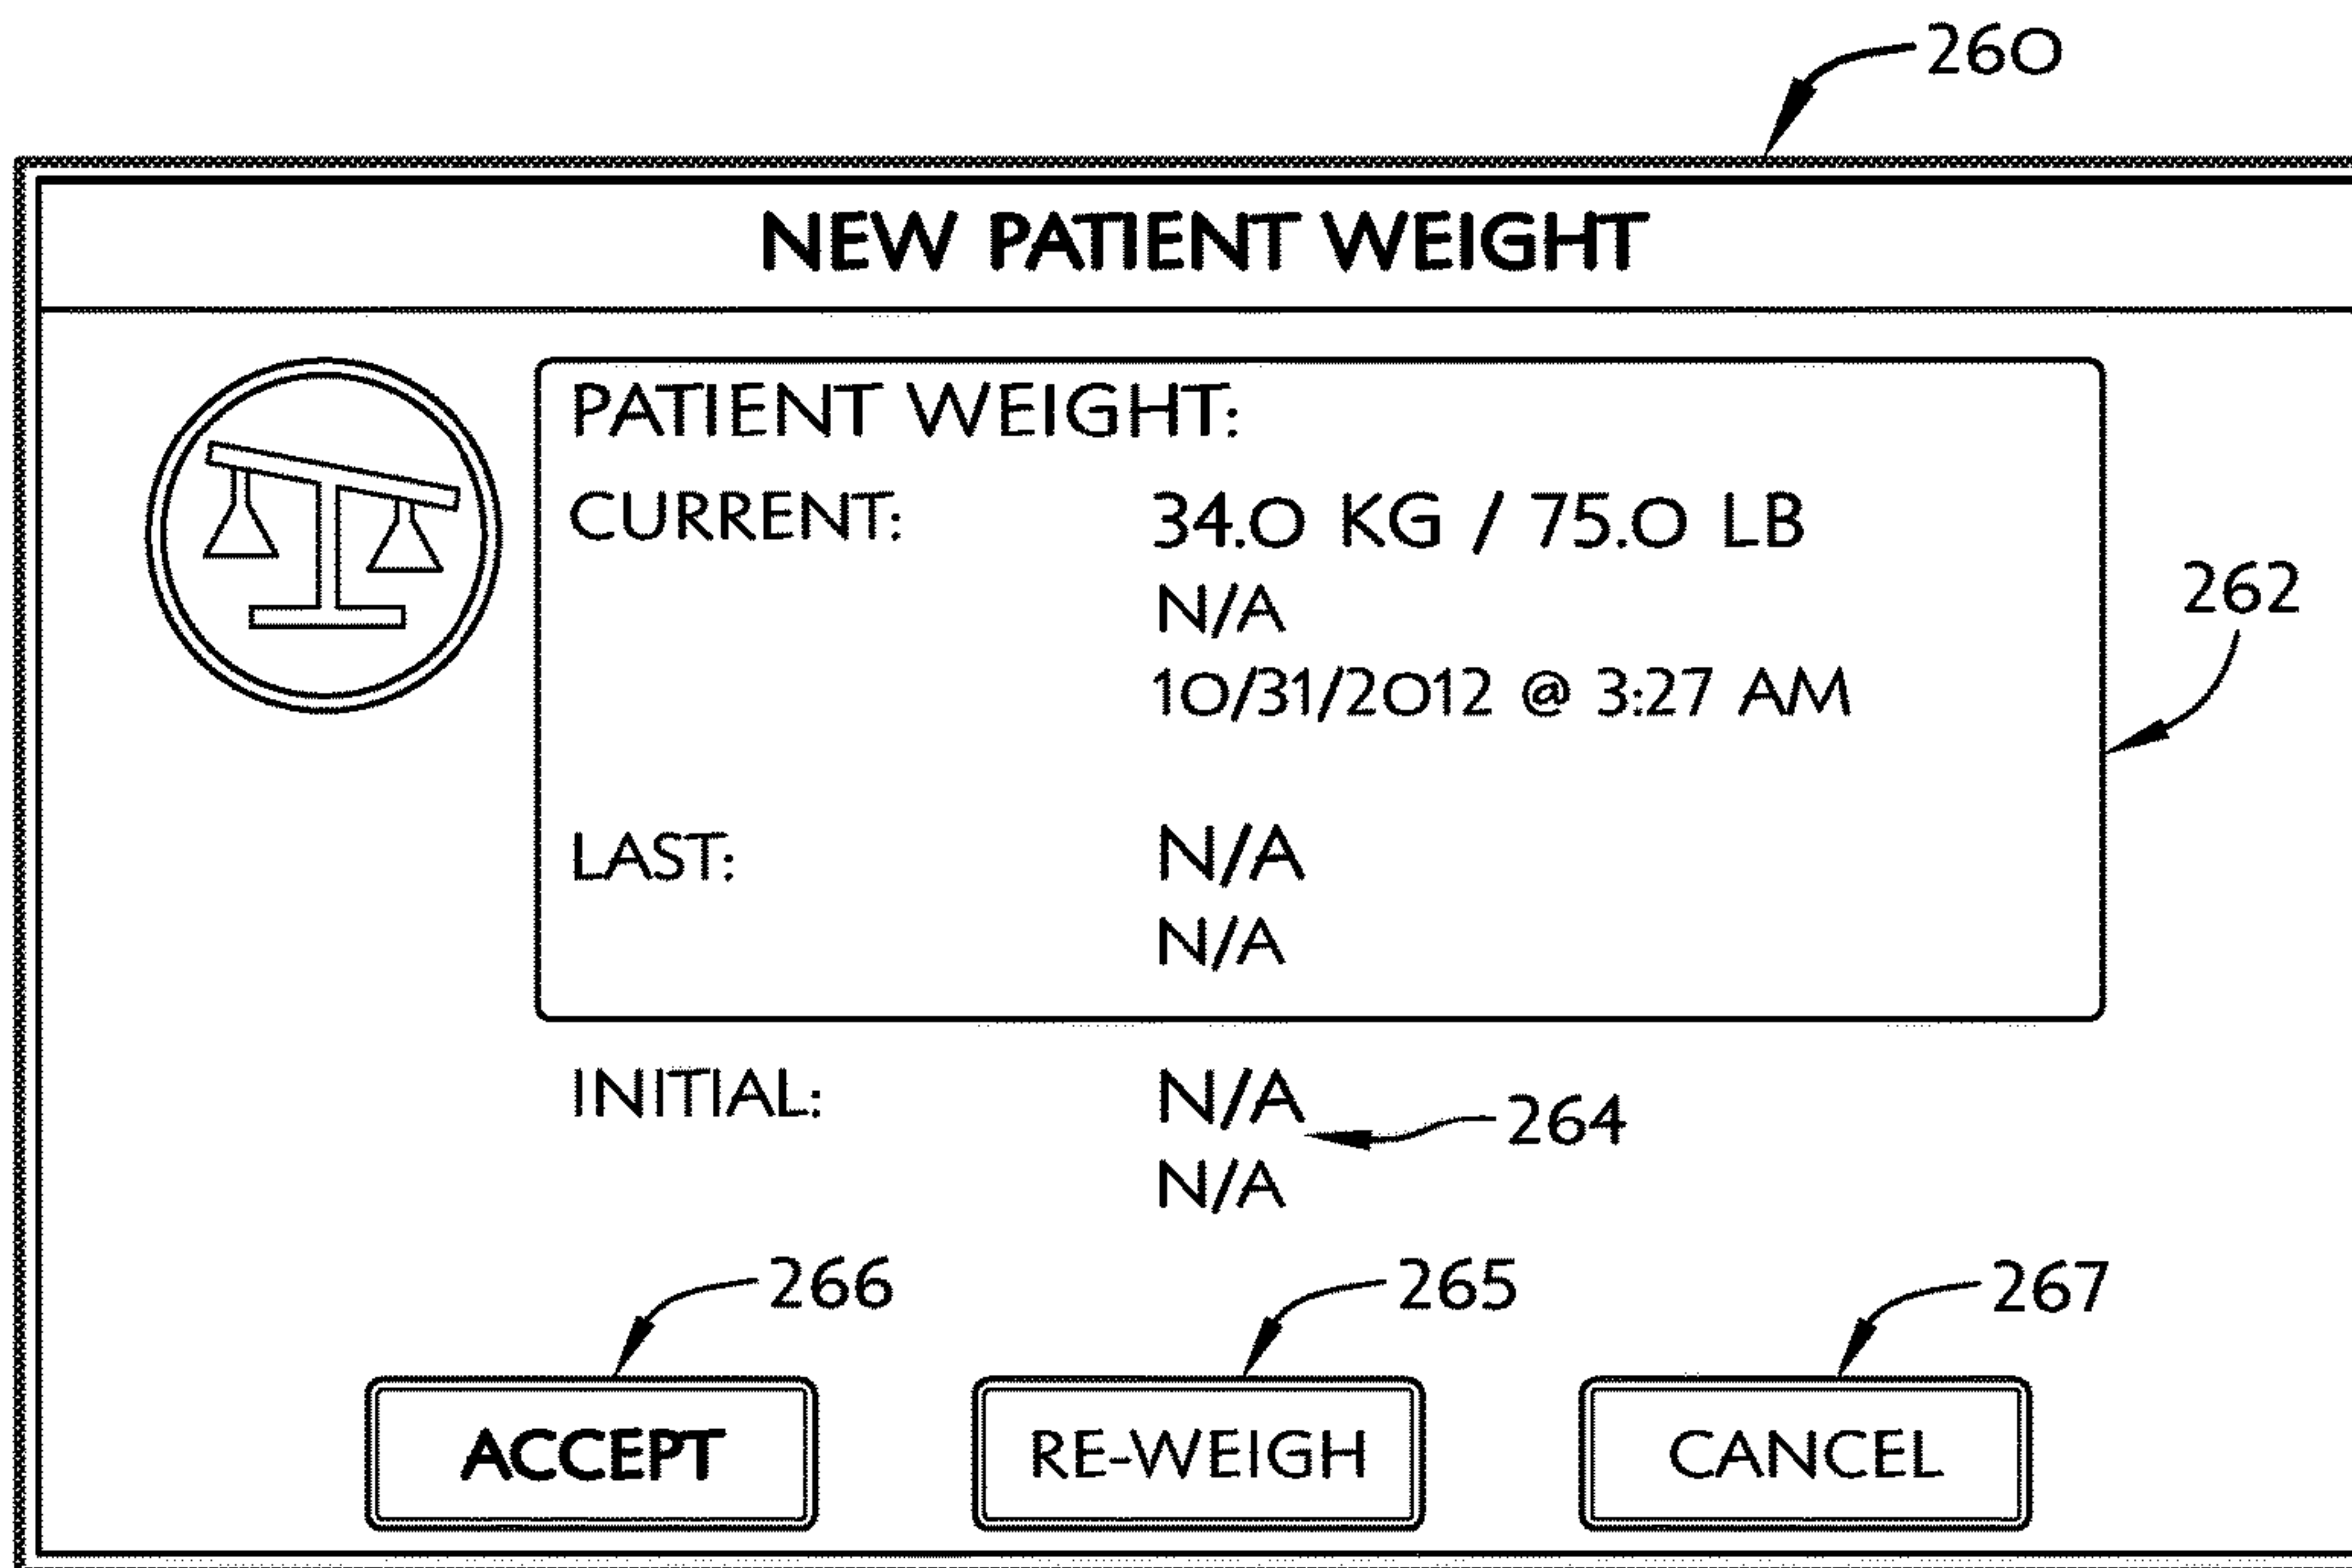 260
NEW PATIENT WEIGHT
PATIENT WEIGHT:
CURRENT: 34.0 KG / 75.0 LB
N/A
262
10/31/2012 @ 3:27 AM
LAST: N/A
N/A
INITIAL: N/A
264
N/A
266 265 267
ACCEPT RE-WEIGH CANCEL